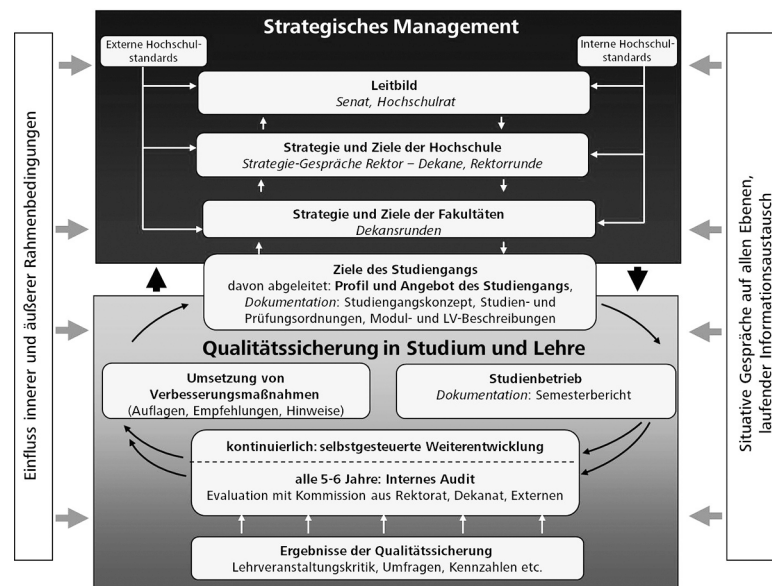 Strategisches Management
Externe Hochschul-
standards
Interne Hochschul-
standards
Leitbild
Senat, Hochschulrat
Strategie und Ziele der Hochschule
Strategie-Gespräche Rektor – Dekane, Rektorrunde
Strategie und Ziele der Fakultäten
Dekansrunden
Ziele des Studiengangs
davon abgeleitet: Profil und Angebot des Studiengangs,
Dokumentation: Studiengangskonzept, Studien- und
Prüfungsordnungen, Modul- und LV-Beschreibungen
Qualitätssicherung in Studium und Lehre
Umsetzung von
Verbesserungsmaßnahmen
(Auflagen, Empfehlungen, Hinweise)
Studienbetrieb
Dokumentation: Semesterbericht
kontinuierlich: selbstgesteuerte Weiterentwicklung
alle 5-6 Jahre: Internes Audit
Evaluation mit Kommission aus Rektorat, Dekanat, Externen
Ergebnisse der Qualitätssicherung
Lehrveranstaltungskritik, Umfragen, Kennzahlen etc.
Einfluss innerer und äußerer Rahmenbedingungen
Situative Gespräche auf allen Ebenen,
laufender Informationsaustausch